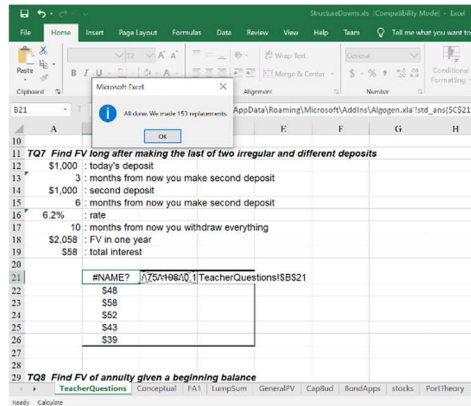 StructureDowns.xls [Compatibility Mode] - Excel
File Home Insert Page Layout Formulas Data Review View Help Team Tell me what you want to
Paste B I U A A Wrap Text General
Merge & Center $ - % Conditional Formatting
Clipboard Alignment Number
Microsoft Excel
All done. We made 153 replacements.
OK
B21 AppData\Roaming\Microsoft\AddIns\Algogen.xla'!std_ans($C$21
A E F G H
10
11 TQ7 Find FV long after making the last of two irregular and different deposits
12 $1,000 : today's deposit
13 3 : months from now you make second deposit
14 $1,000 : second deposit
15 6 : months from now you make second deposit
16 6.2% : rate
17 10 : months from now you withdraw everything
18 $2,058 : FV in one year
19 $58 : total interest
20
21 #NAME? TeacherQuestions!$B$21
22 $48
23 $58
24 $52
25 $43
26 $39
27
28
29 TQ8 Find FV of annuity given a beginning balance
TeacherQuestions Conceptual FA1 LumpSum GeneralPV CapBud BondApps stocks PortTheory
Ready Calculate